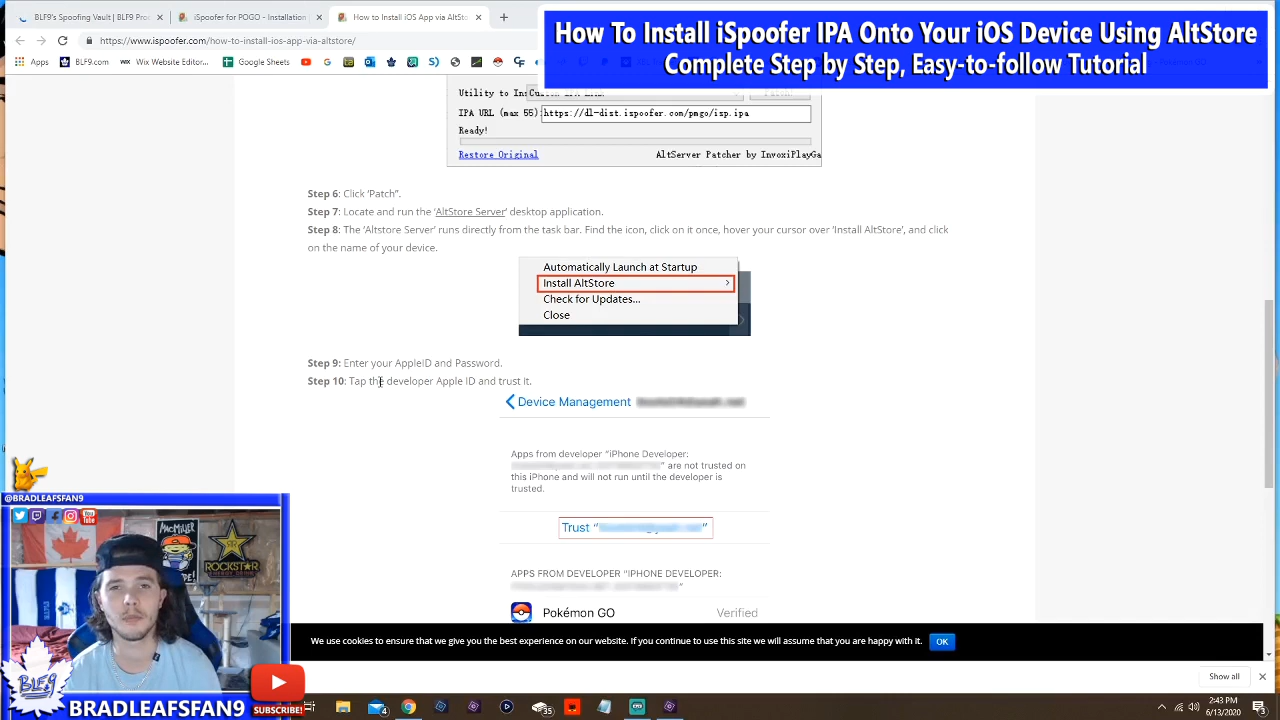 BLF9's Spoofing Vault | BLF9 Pro
iSpoofer for POGO - Installation
How to Install iOS App via AltSto
How To Install iSpoofer IPA Onto Your iOS Device Using AltStore
Complete Step by Step, Easy-to-follow Tutorial
https://www.ispoofer.com/how-to-install-ios-app-via-altstore/
Apps
BLF9.com
Wix Website Editor...
Google Spreadsheets
IPA URL (max 55):
https://dl-dist.ispoofer.com/pmgo/isp.ipa
Ready!
Restore Original
AltServer Patcher by InvoxiPlayGa
Step 6: Click 'Patch".
Step 7: Locate and run the 'AltStore Server' desktop application.
Step 8: The 'Altstore Server' runs directly from the task bar. Find the icon, click on it once, hover your cursor over 'Install AltStore', and click
on the name of your device.
Automatically Launch at Startup
Install AltStore
Check for Updates...
Close
Step 9: Enter your AppleID and Password.
Step 10: Tap the developer Apple ID and trust it.
Device Management
Apps from developer "iPhone Developer:
" are not trusted on
this iPhone and will not run until the developer is
trusted.
Trust "
APPS FROM DEVELOPER "IPHONE DEVELOPER:
Pokémon GO
Verified
@BRADLEAFSFAN9
McMILLER
ROCKSTAR
ENERGY DRINK
We use cookies to ensure that we give you the best experience on our website. If you continue to use this site we will assume that you are happy with it.
OK
Show all
BLF9
BRADLEAFSFAN9
SUBSCRIBE!
35
2:43 PM
6/13/2020